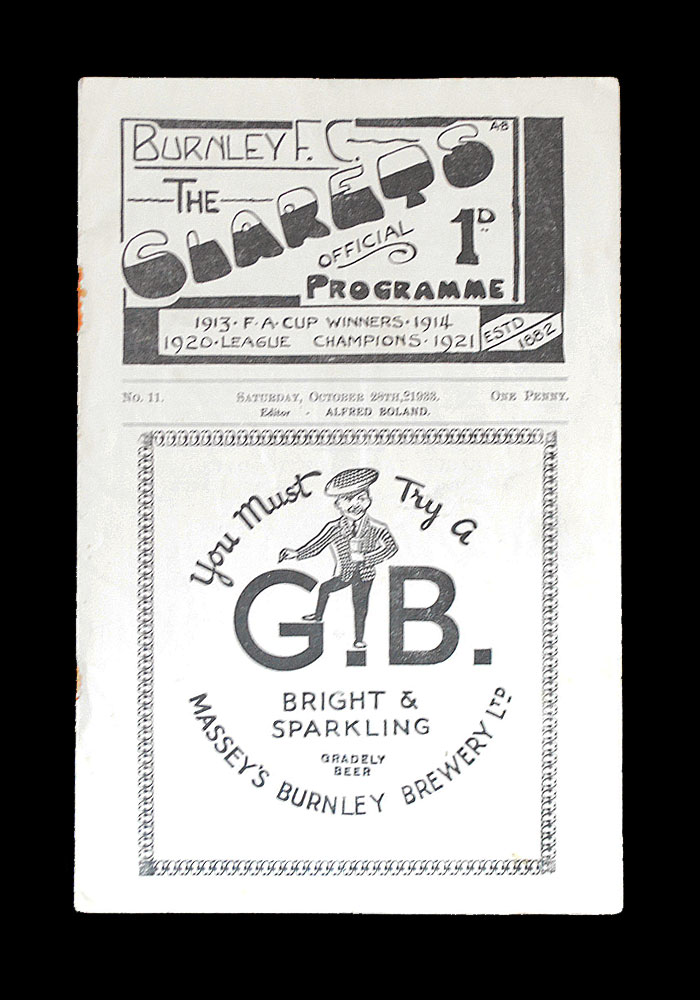 BURNLEY F. C.
AB
THE
CLARETS
OFFICIAL
1D
PROGRAMME
1913·F·A·CUP WINNERS·1914
1920·LEAGUE CHAMPIONS·1921
ESTD
1882
No. 11. SATURDAY, OCTOBER 28TH, 1933. ONE PENNY.
Editor - ALFRED BOLAND.
You Must Try A
G.B.
BRIGHT &
SPARKLING
GRADELY
BEER
MASSEY'S BURNLEY BREWERY LTD